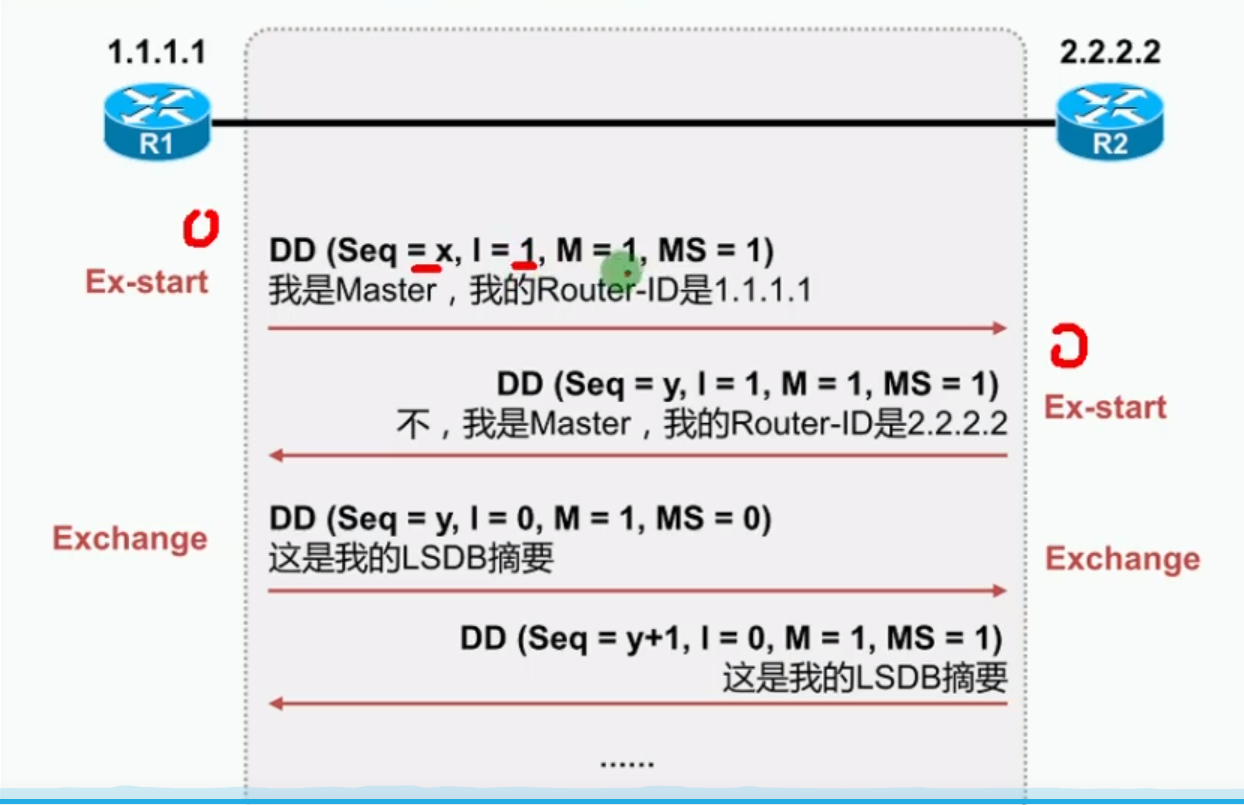 1.1.1.1
2.2.2.2
R1
R2
DD (Seq = x, I = 1, M = 1, MS = 1)
Ex-start
我是Master，我的Router-ID是1.1.1.1
DD (Seq = y, I = 1, M = 1, MS = 1)
Ex-start
不，我是Master，我的Router-ID是2.2.2.2
DD (Seq = y, I = 0, M = 1, MS = 0)
Exchange
这是我的LSDB摘要
Exchange
DD (Seq = y+1, I = 0, M = 1, MS = 1)
这是我的LSDB摘要
......